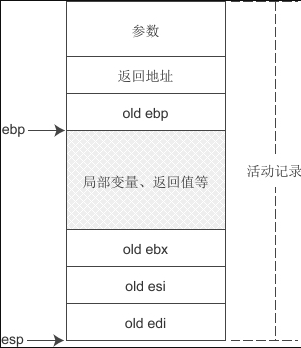 参数
返回地址
old ebp
ebp
局部变量、返回值等
活动记录
old ebx
old esi
old edi
esp